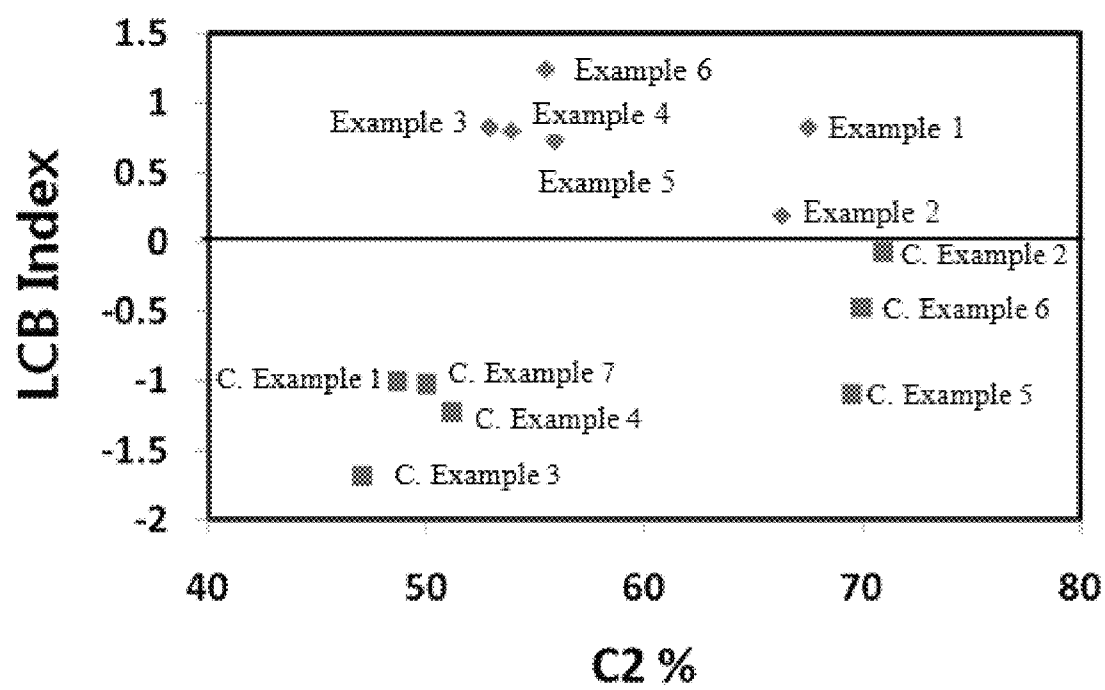 1.5
1
0.5
0
-0.5
-1
-1.5
-2
LCB Index
Example 6
Example 4
Example 3
Example 1
Example 5
Example 2
C. Example 2
C. Example 6
C. Example 7
C. Example 1
C. Example 5
C. Example 4
C. Example 3
40 50 60 70 80
C2 %